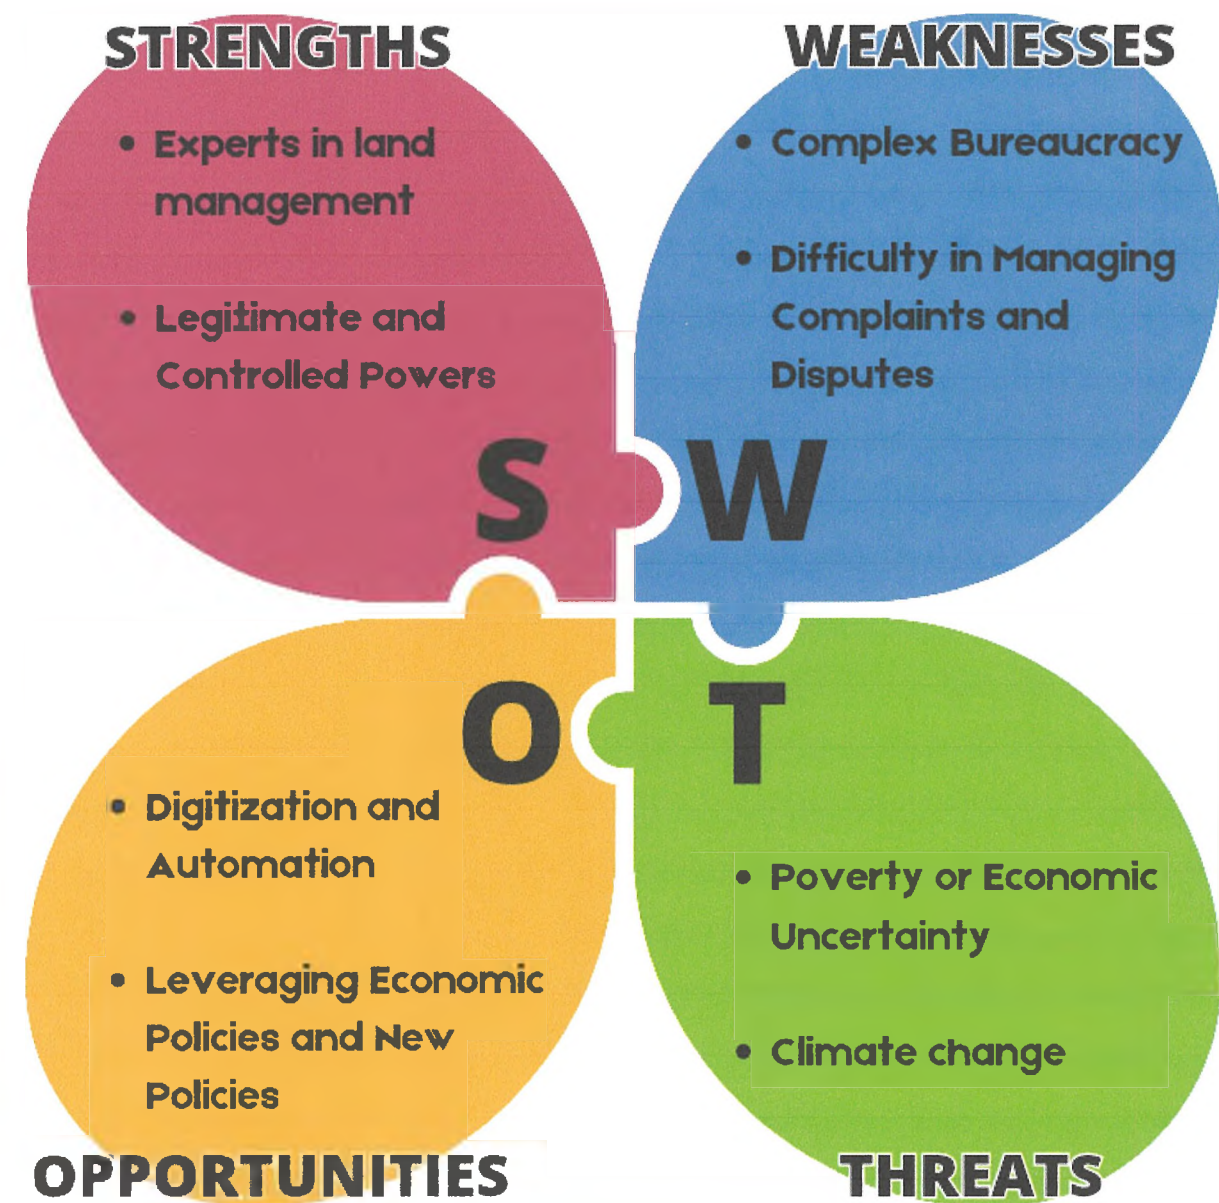 STRENGTHS
• Experts in land
management
• Legitimate and
Controlled Powers
S
WEAKNESSES
• Complex Bureaucracy
• Difficulty in Managing
Complaints and
Disputes
W
O
• Digitization and
Automation
• Leveraging Economic
Policies and New
Policies
OPPORTUNITIES
T
• Poverty or Economic
Uncertainty
• Climate change
THREATS